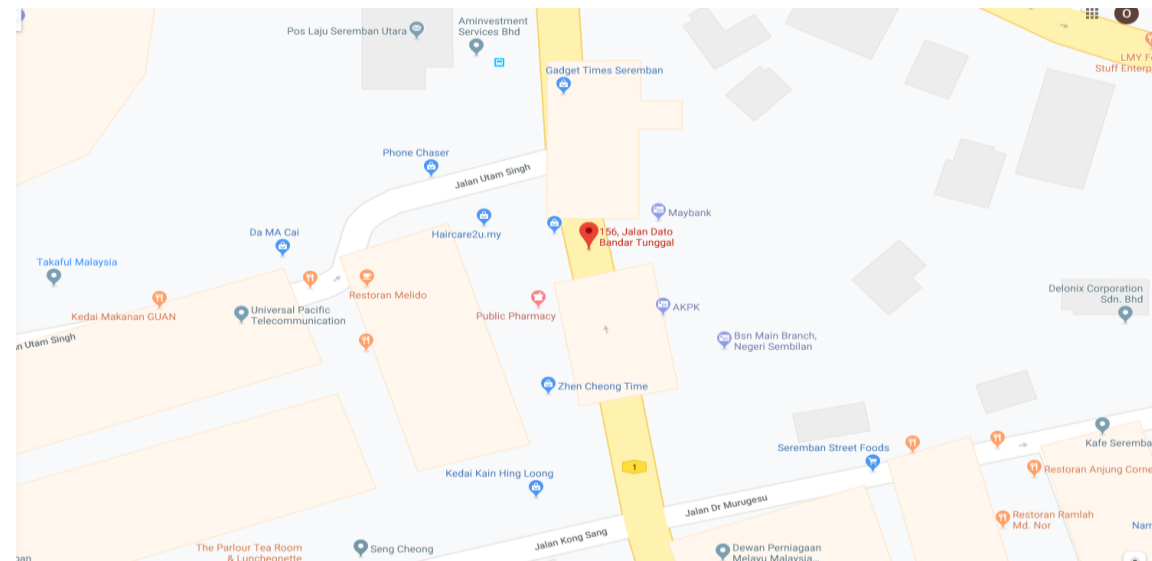 O
Pos Laju Seremban Utara
Aminvestment
Services Bhd
LMY F
Stuff Enterp
Gadget Times Seremban
Phone Chaser
Jalan Utam Singh
Maybank
156, Jalan Dato
Bandar Tunggal
Haircare2u.my
Da MA Cai
Takaful Malaysia
Restoran Melido
Kedai Makanan GUAN
Universal Pacific
Telecommunication
Public Pharmacy
AKPK
Delonix Corporation
Sdn. Bhd
Bsn Main Branch,
Negeri Sembilan
n Utam Singh
Zhen Cheong Time
Seremban Street Foods
Kafe Seremba
1
Kedai Kain Hing Loong
Restoran Anjung Corne
Jalan Dr Murugesu
Restoran Ramlah
Md. Nor
Nam
Jalan Kong Sang
The Parlour Tea Room
& Luncheonette
Seng Cheong
Dewan Perniagaan
Melayu Malaysia...